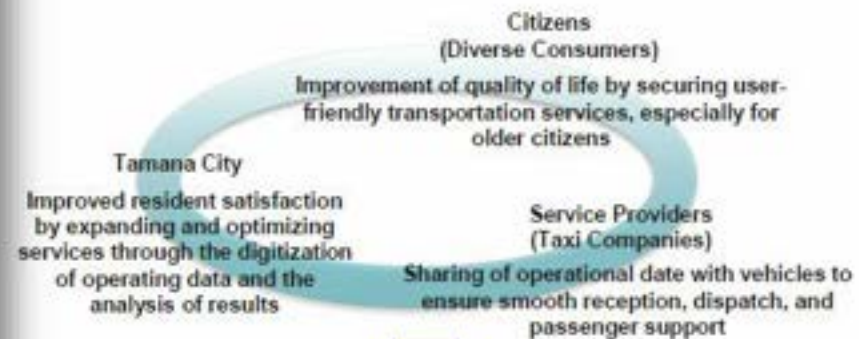 Citizens
(Diverse Consumers)
Improvement of quality of life by securing user-
friendly transportation services, especially for
older citizens
Tamana City
Improved resident satisfaction
by expanding and optimizing
services through the digitization
of operating data and the
analysis of results
Service Providers
(Taxi Companies)
Sharing of operational date with vehicles to
ensure smooth reception, dispatch, and
passenger support